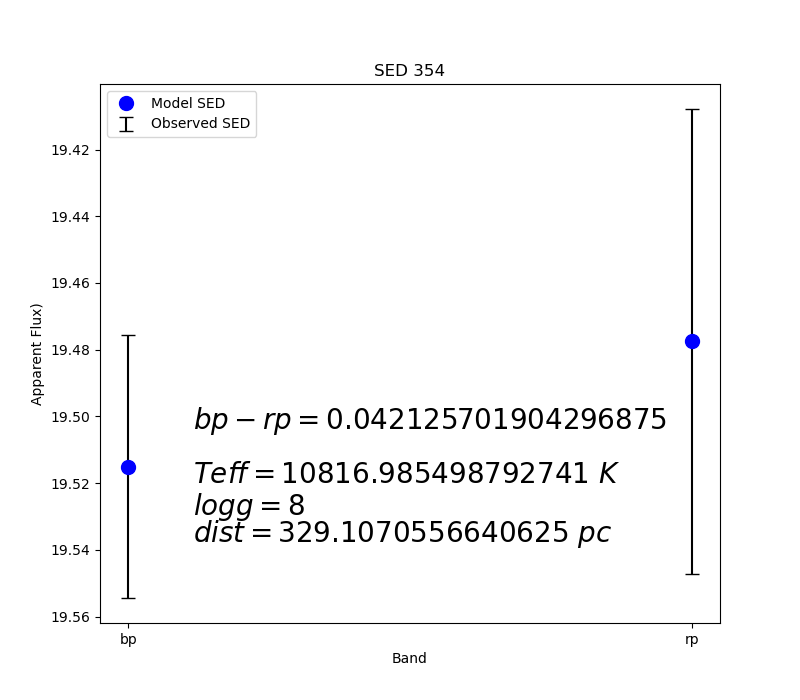 SED 354
Model SED
Observed SED
Apparent Flux)
19.42
19.44
19.46
19.48
19.50
19.52
19.54
19.56
bp − rp = 0.042125701904296875
Teff = 10816.985498792741 K
logg = 8
dist = 329.1070556640625 pc
bp
rp
Band